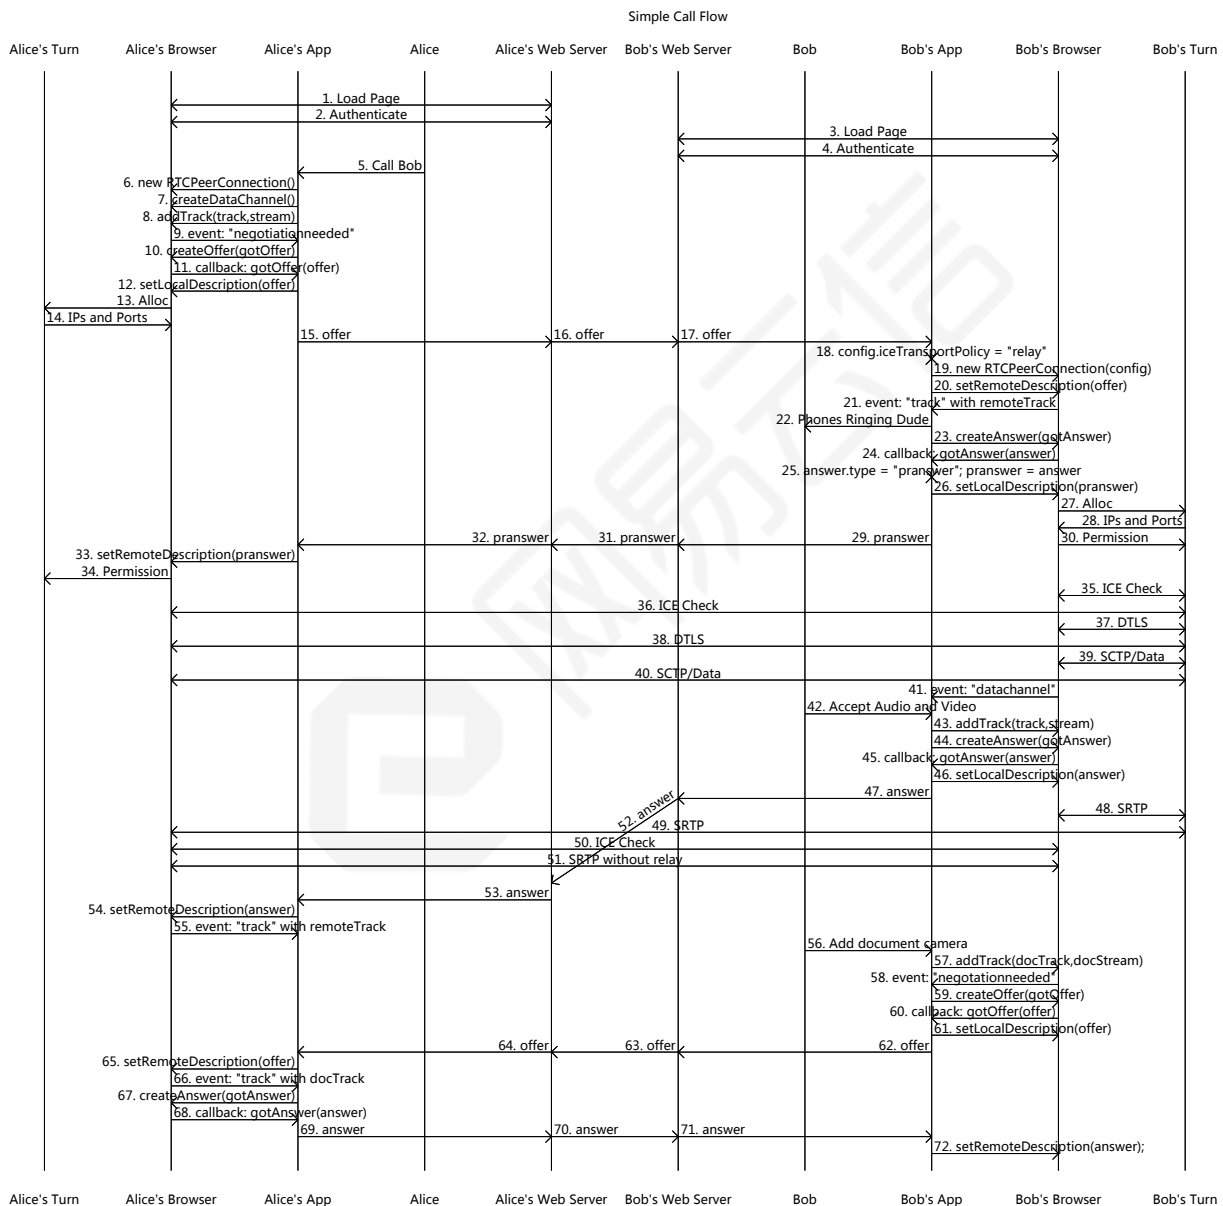 Simple Call Flow
Alice's Turn Alice's Browser Alice's App Alice Alice's Web Server Bob's Web Server Bob Bob's App Bob's Browser Bob's Turn
1. Load Page
2. Authenticate
3. Load Page
4. Authenticate
5. Call Bob
6. new RTCPeerConnection()
7. createDataChannel()
8. addTrack(track,stream)
9. event: "negotiationneeded"
10. createOffer(gotOffer)
11. callback: gotOffer(offer)
12. setLocalDescription(offer)
13. Alloc
14. IPs and Ports
15. offer 16. offer 17. offer
18. config.iceTransportPolicy = "relay"
19. new RTCPeerConnection(config)
20. setRemoteDescription(offer)
21. event: "track" with remoteTrack
22. Phones Ringing Dude
23. createAnswer(gotAnswer)
24. callback: gotAnswer(answer)
25. answer.type = "pranswer"; pranswer = answer
26. setLocalDescription(pranswer)
27. Alloc
28. IPs and Ports
32. pranswer 31. pranswer 29. pranswer 30. Permission
33. setRemoteDescription(pranswer)
34. Permission
35. ICE Check
36. ICE Check
37. DTLS
38. DTLS
39. SCTP/Data
40. SCTP/Data
41. event: "datachannel"
42. Accept Audio and Video
43. addTrack(track,stream)
44. createAnswer(gotAnswer)
45. callback: gotAnswer(answer)
46. setLocalDescription(answer)
47. answer
48. SRTP
52. answer
49. SRTP
50. ICE Check
51. SRTP without relay
53. answer
54. setRemoteDescription(answer)
55. event: "track" with remoteTrack
56. Add document camera
57. addTrack(docTrack,docStream)
58. event: "negotationneeded"
59. createOffer(gotOffer)
60. callback: gotOffer(offer)
61. setLocalDescription(offer)
64. offer 63. offer 62. offer
65. setRemoteDescription(offer)
66. event: "track" with docTrack
67. createAnswer(gotAnswer)
68. callback: gotAnswer(answer)
69. answer 70. answer 71. answer
72. setRemoteDescription(answer);
Alice's Turn Alice's Browser Alice's App Alice Alice's Web Server Bob's Web Server Bob Bob's App Bob's Browser Bob's Turn
网易云信